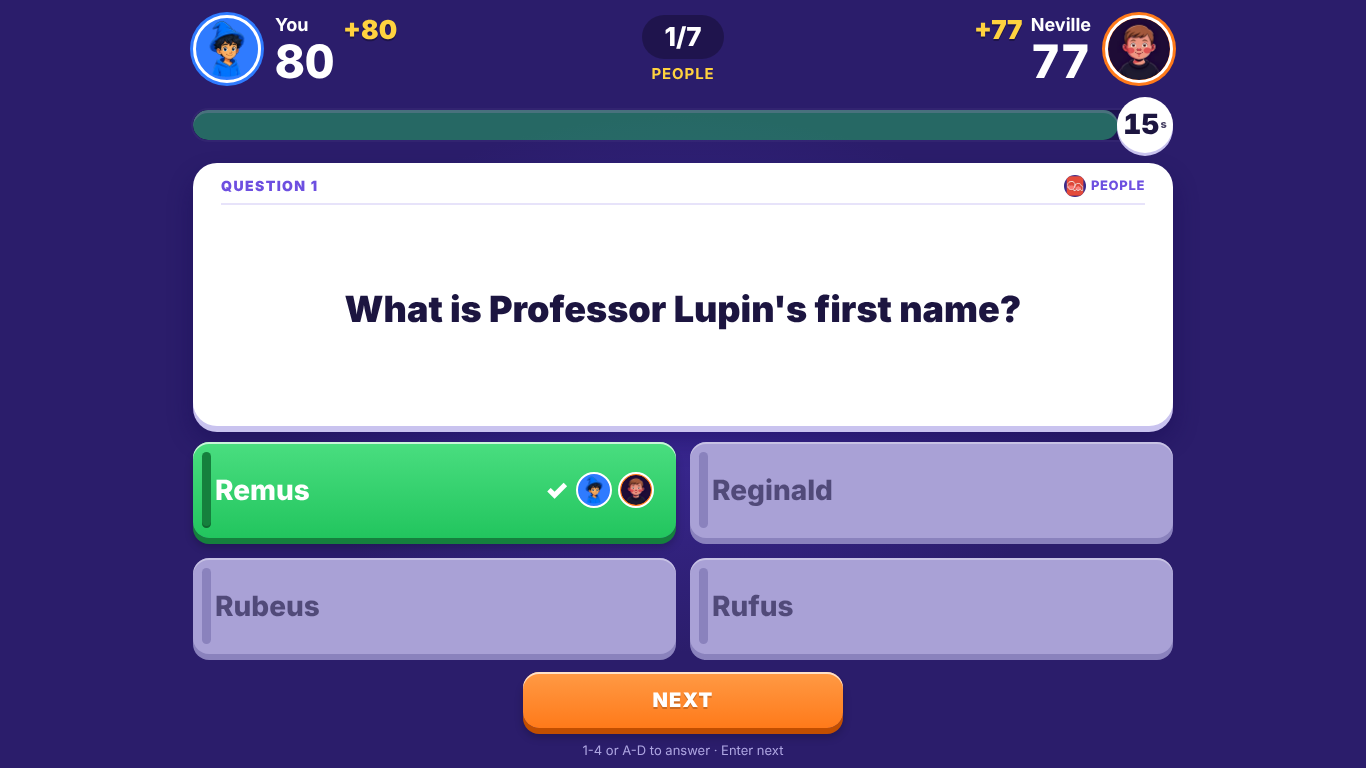 You
80
+80
1/7
PEOPLE
+77
Neville
77
15s
QUESTION 1
PEOPLE
What is Professor Lupin's first name?
Remus
Reginald
Rubeus
Rufus
NEXT
1-4 or A-D to answer · Enter next